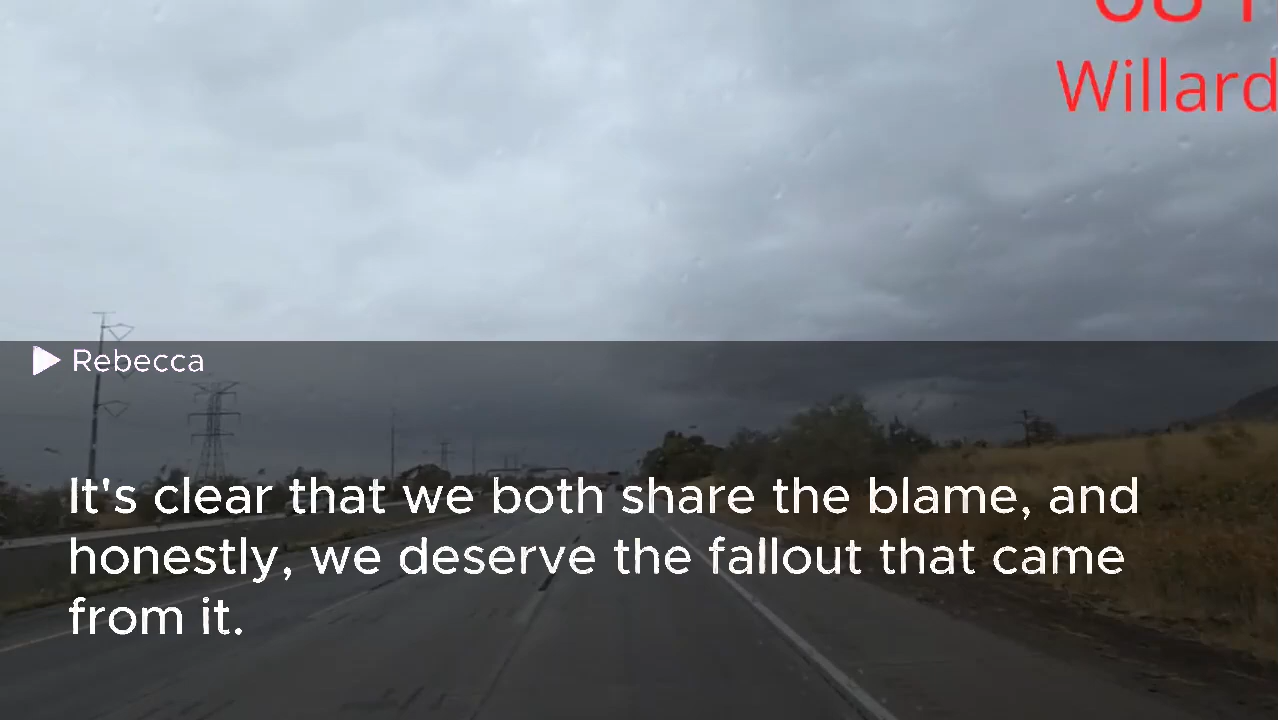 Willard
Rebecca
It's clear that we both share the blame, and
honestly, we deserve the fallout that came
from it.